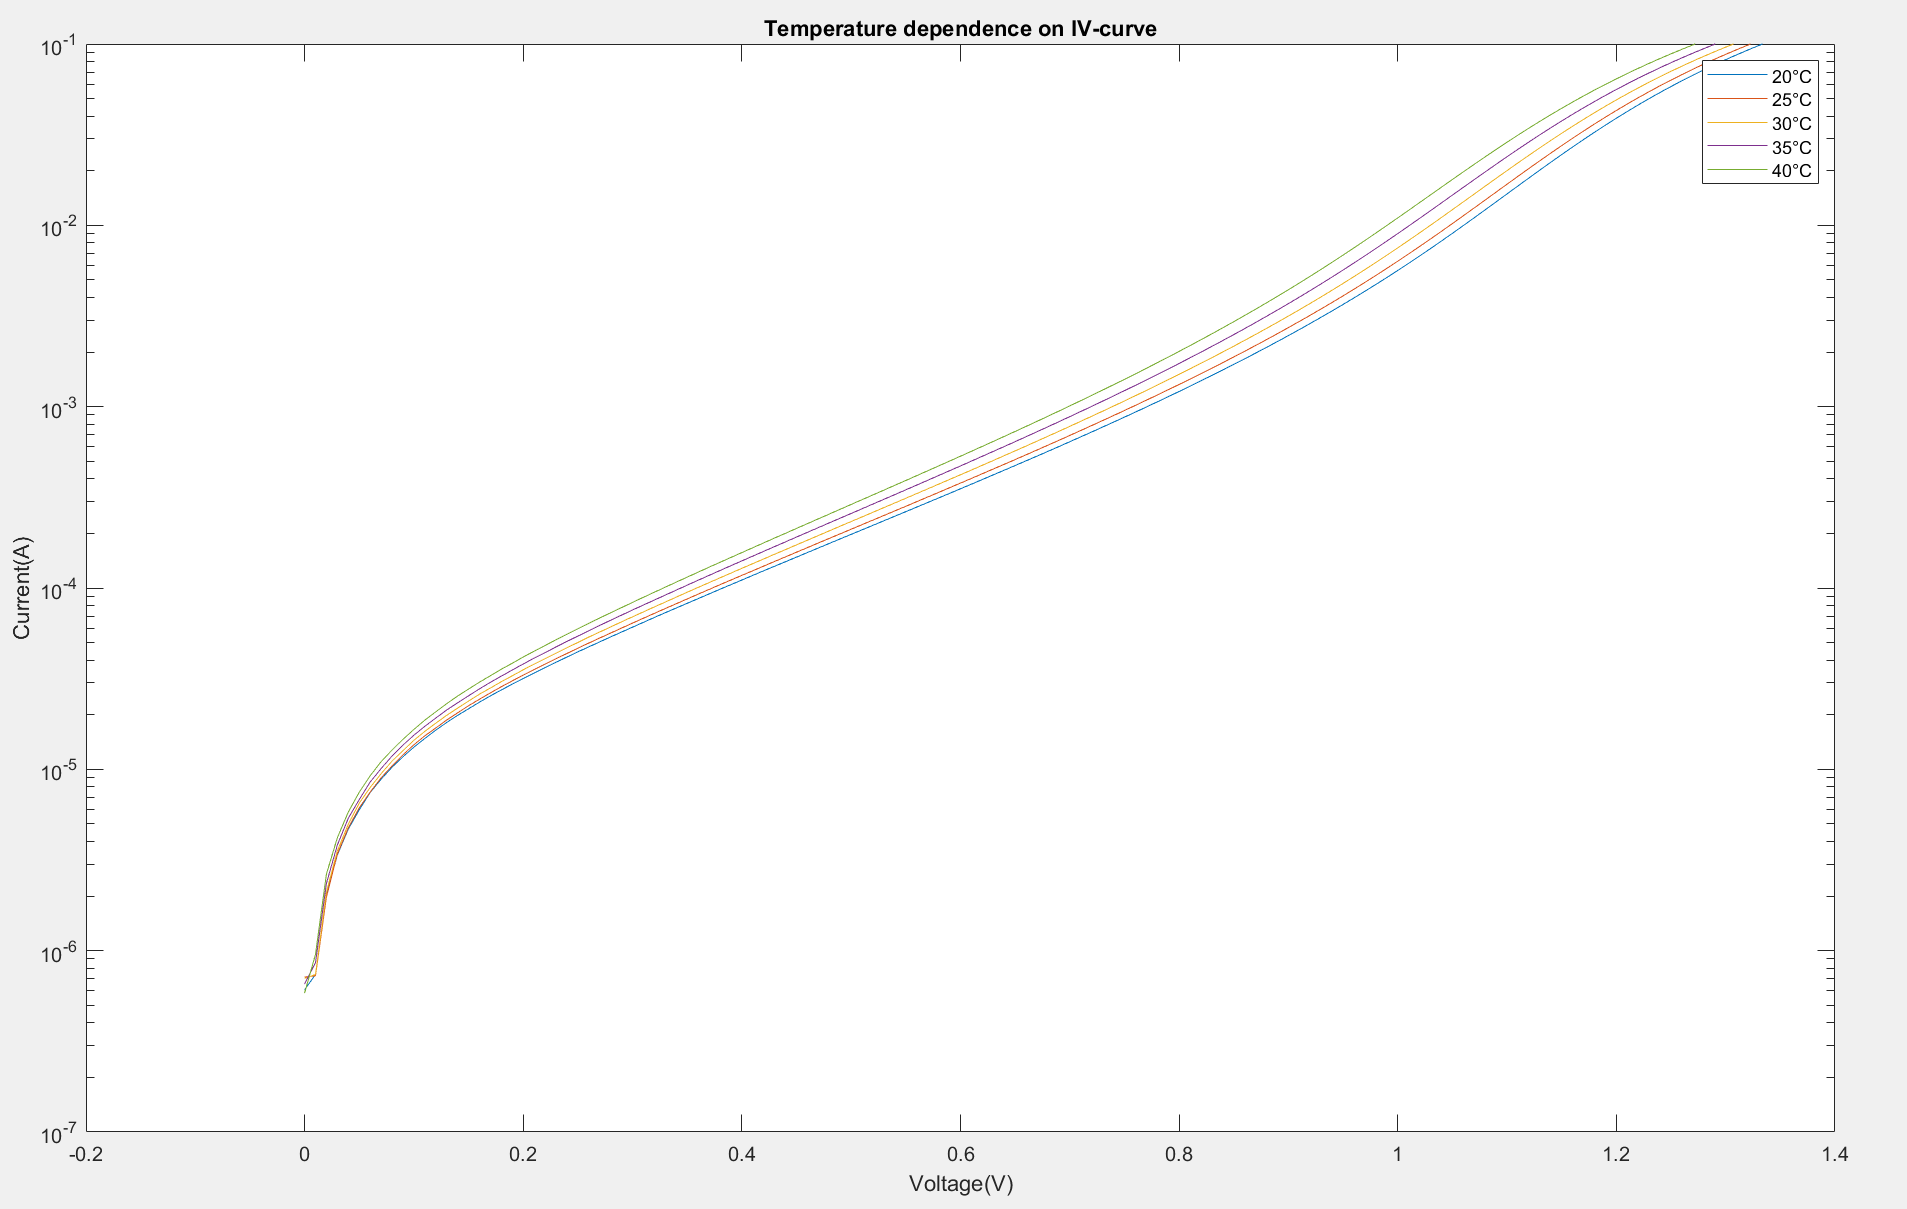 Temperature dependence on IV-curve
10^-1
10^-2
10^-3
10^-4
10^-5
10^-6
10^-7
Current(A)
20°C
25°C
30°C
35°C
40°C
-0.2 0 0.2 0.4 0.6 0.8 1 1.2 1.4
Voltage(V)